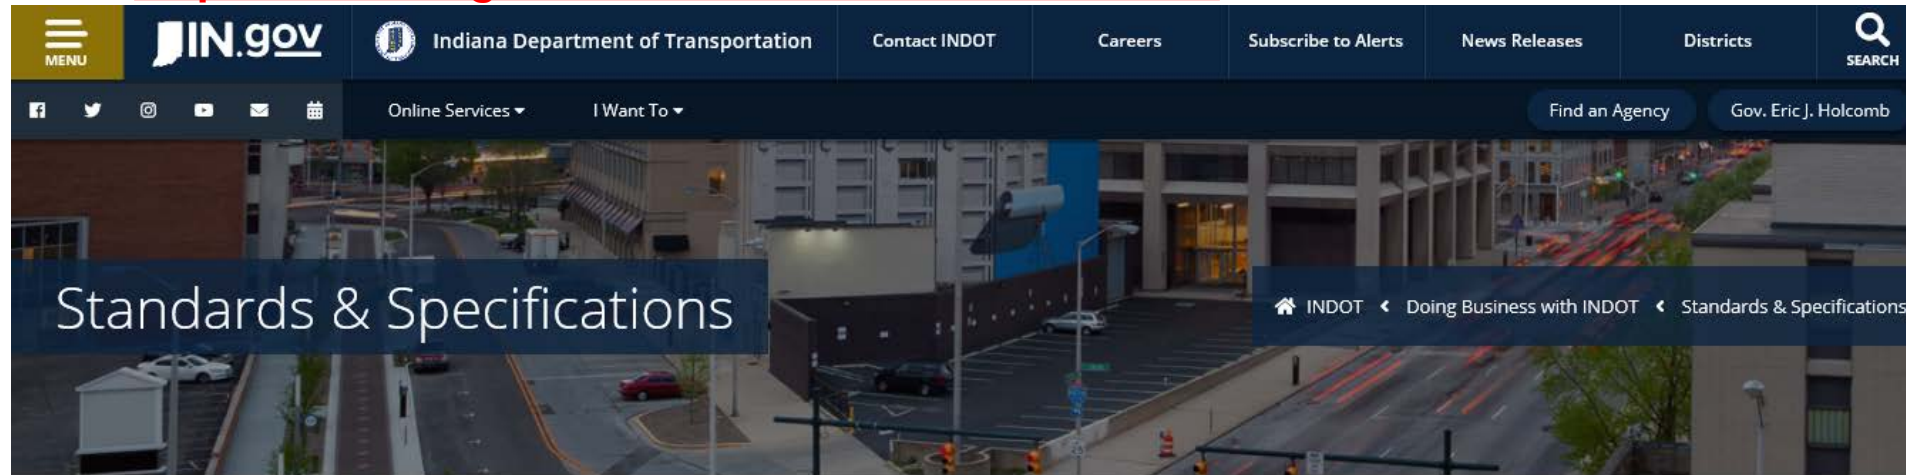 MENU
IN.gov
Indiana Department of Transportation
Contact INDOT
Careers
Subscribe to Alerts
News Releases
Districts
SEARCH
Online Services
I Want To
Find an Agency
Gov. Eric J. Holcomb
Standards & Specifications
INDOT
Doing Business with INDOT
Standards & Specifications